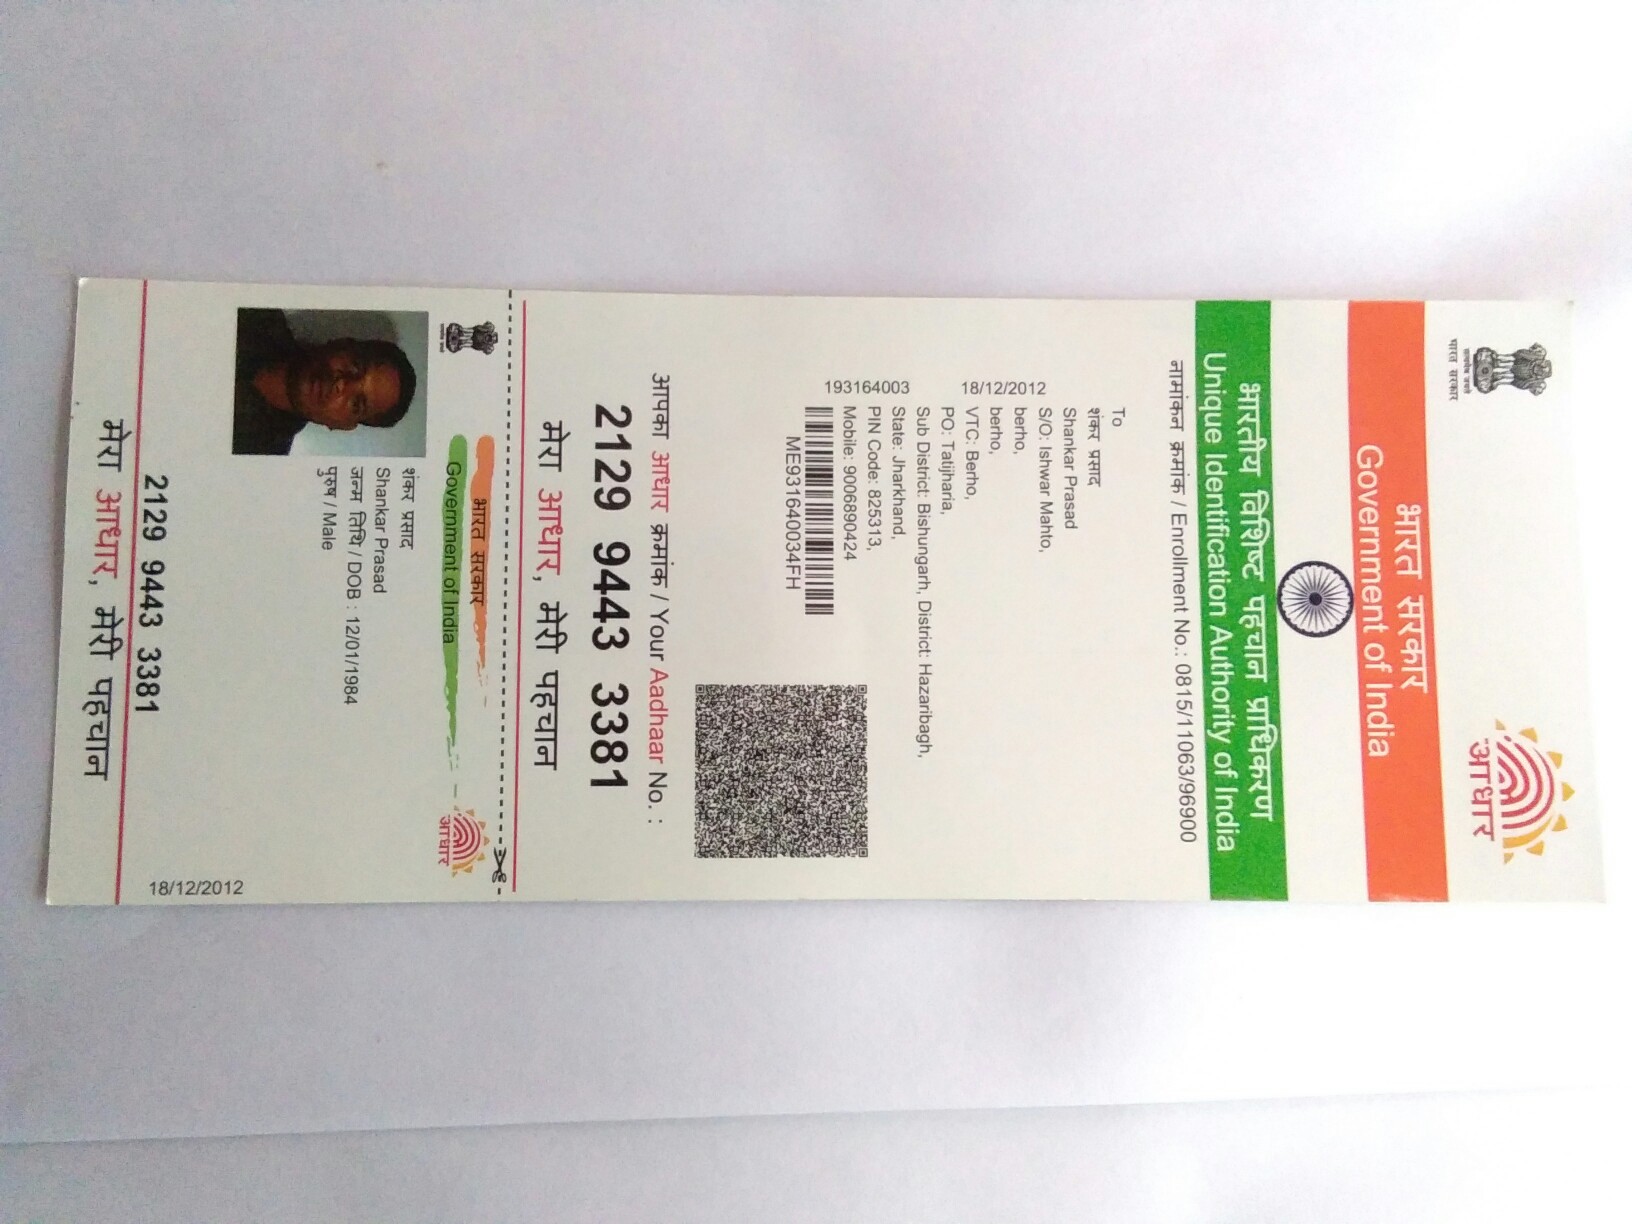 भारत सरकार
भारत सरकार
Government of India
आधार
भारतीय विशिष्ट पहचान प्राधिकरण
Unique Identification Authority of India
नामांकन क्रमांक / Enrollment No.: 0815/11063/96900
To
शंकर प्रसाद
Shankar Prasad
S/O: Ishwar Mahto,
berho,
berho,
VTC: Berho,
PO: Tatijharia,
Sub District: Bishungarh, District: Hazaribagh,
State: Jharkhand,
PIN Code: 825313,
Mobile: 9006890424
18/12/2012
193164003
ME931640034FH
आपका आधार क्रमांक / Your Aadhaar No. :
2129 9443 3381
मेरा आधार, मेरी पहचान
भारत सरकार
Government of India
आधार
शंकर प्रसाद
Shankar Prasad
जन्म तिथि / DOB : 12/01/1984
पुरुष / Male
18/12/2012
2129 9443 3381
मेरा आधार, मेरी पहचान